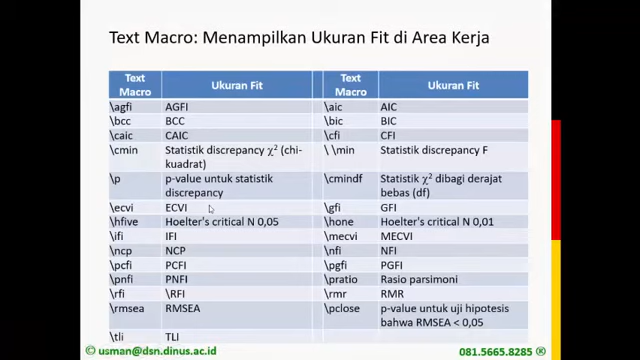 Text Macro: Menampilkan Ukuran Fit di Area Kerja
Text Macro Ukuran Fit Text Macro Ukuran Fit
\agfi AGFI \aic AIC
\bcc BCC \bic BIC
\caic CAIC \cfi CFI
\cmin Statistik discrepancy χ² (chi-kuadrat) \ \min Statistik discrepancy F
\p p-value untuk statistik discrepancy \cmindf Statistik χ² dibagi derajat bebas (df)
\ecvi ECVI \gfi GFI
\hfive Hoelter's critical N 0,05 \hone Hoelter's critical N 0,01
\ifi IFI \mecvi MECVI
\ncp NCP \nfi NFI
\pcfi PCFI \pgfi PGFI
\pnfi PNFI \pratio Rasio parsimoni
\rfi \RFI \rmr RMR
\rmsea RMSEA \pclose p-value untuk uji hipotesis bahwa RMSEA < 0,05
\tli TLI
© usman@dsn.dinus.ac.id 081.5665.8285 ®